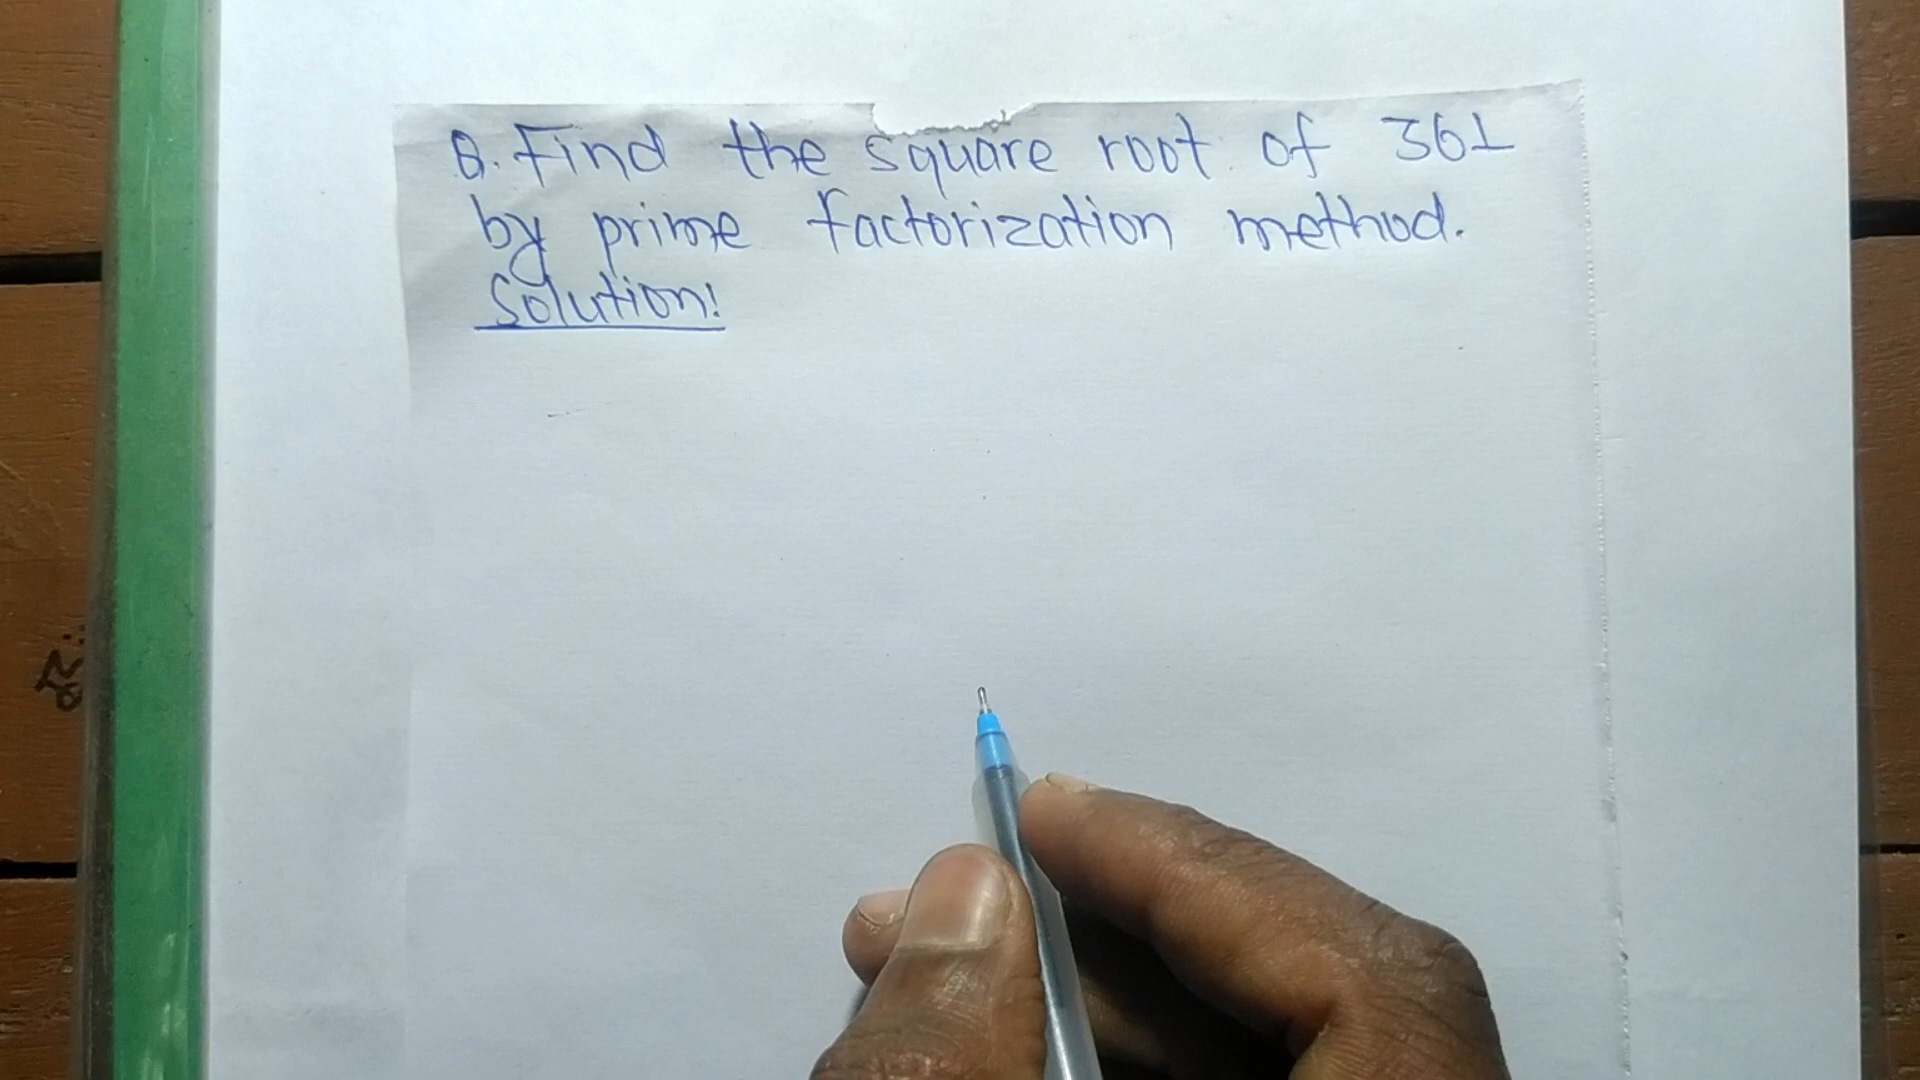 Q. Find the square root of 361
by prime factorization method.
Solution: